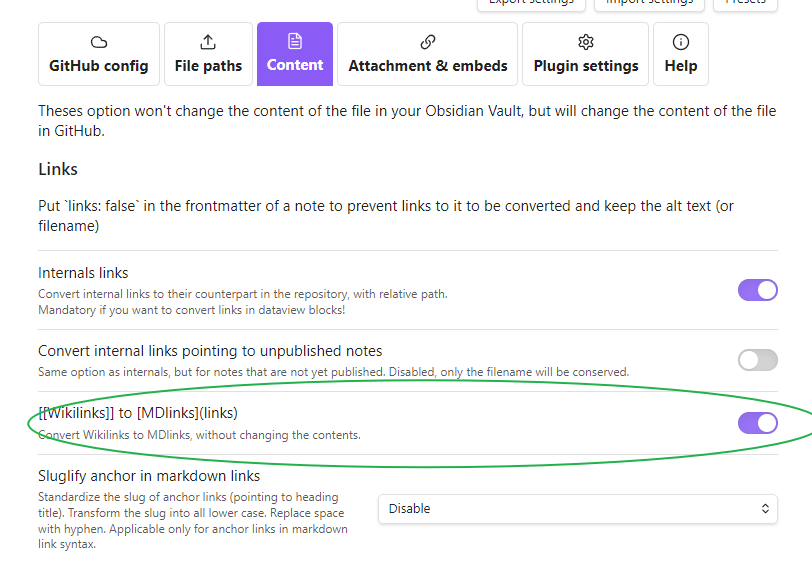 Export settings
Import settings
Presets
GitHub config
File paths
Content
Attachment & embeds
Plugin settings
Help
Theses option won't change the content of the file in your Obsidian Vault, but will change the content of the file
in GitHub.
Links
Put `links: false` in the frontmatter of a note to prevent links to it to be converted and keep the alt text (or
filename)
Internals links
Convert internal links to their counterpart in the repository, with relative path.
Mandatory if you want to convert links in dataview blocks!
Convert internal links pointing to unpublished notes
Same option as internals, but for notes that are not yet published. Disabled, only the filename will be conserved.
[[Wikilinks]] to [MDlinks](links)
Convert Wikilinks to MDlinks, without changing the contents.
Sluglify anchor in markdown links
Standardize the slug of anchor links (pointing to heading
title). Transform the slug into all lower case. Replace space
with hyphen. Applicable only for anchor links in markdown
link syntax.
Disable